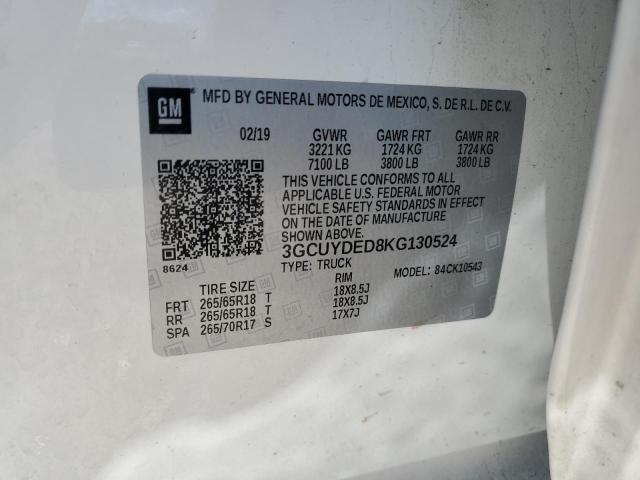 GM
MFD BY GENERAL MOTORS DE MEXICO, S. DE R.L. DE C.V.
02/19 GVWR GAWR FRT GAWR RR
3221 KG 1724 KG 1724 KG
7100 LB 3800 LB 3800 LB
THIS VEHICLE CONFORMS TO ALL
APPLICABLE U.S. FEDERAL MOTOR
VEHICLE SAFETY STANDARDS IN EFFECT
ON THE DATE OF MANUFACTURE
SHOWN ABOVE.
8624
3GCUYDED8KG130524
TYPE: TRUCK MODEL: 84CK10543
TIRE SIZE RIM
FRT 265/65R18 T 18X8.5J
RR 265/65R18 T 18X8.5J
SPA 265/70R17 S 17X7J